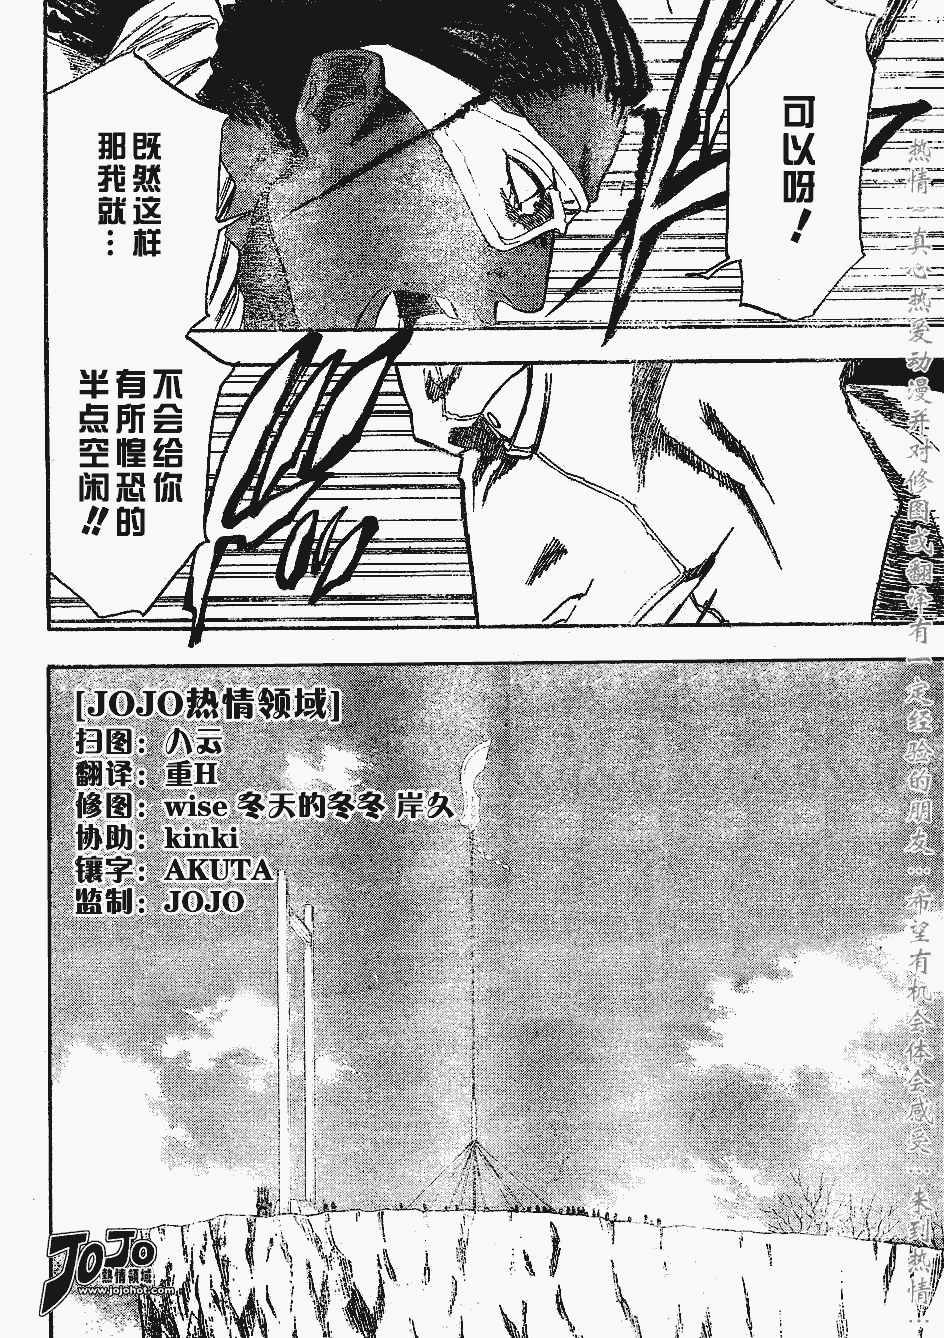 可以呀！
既然这样
那我就…
不会给你
有所惶恐的
半点空闲!!
[JOJO热情领域]
扫图：小云
翻译：重H
修图：wise 冬天的冬冬 岸久
协助：kinki
镶字：AKUTA
监制：JOJO
～热情～真心热爱动漫并对修图或翻译有一定经验的朋友…希望有机会体会感受 来到热情…
JOJO
熱情領域
www.jojohot.com